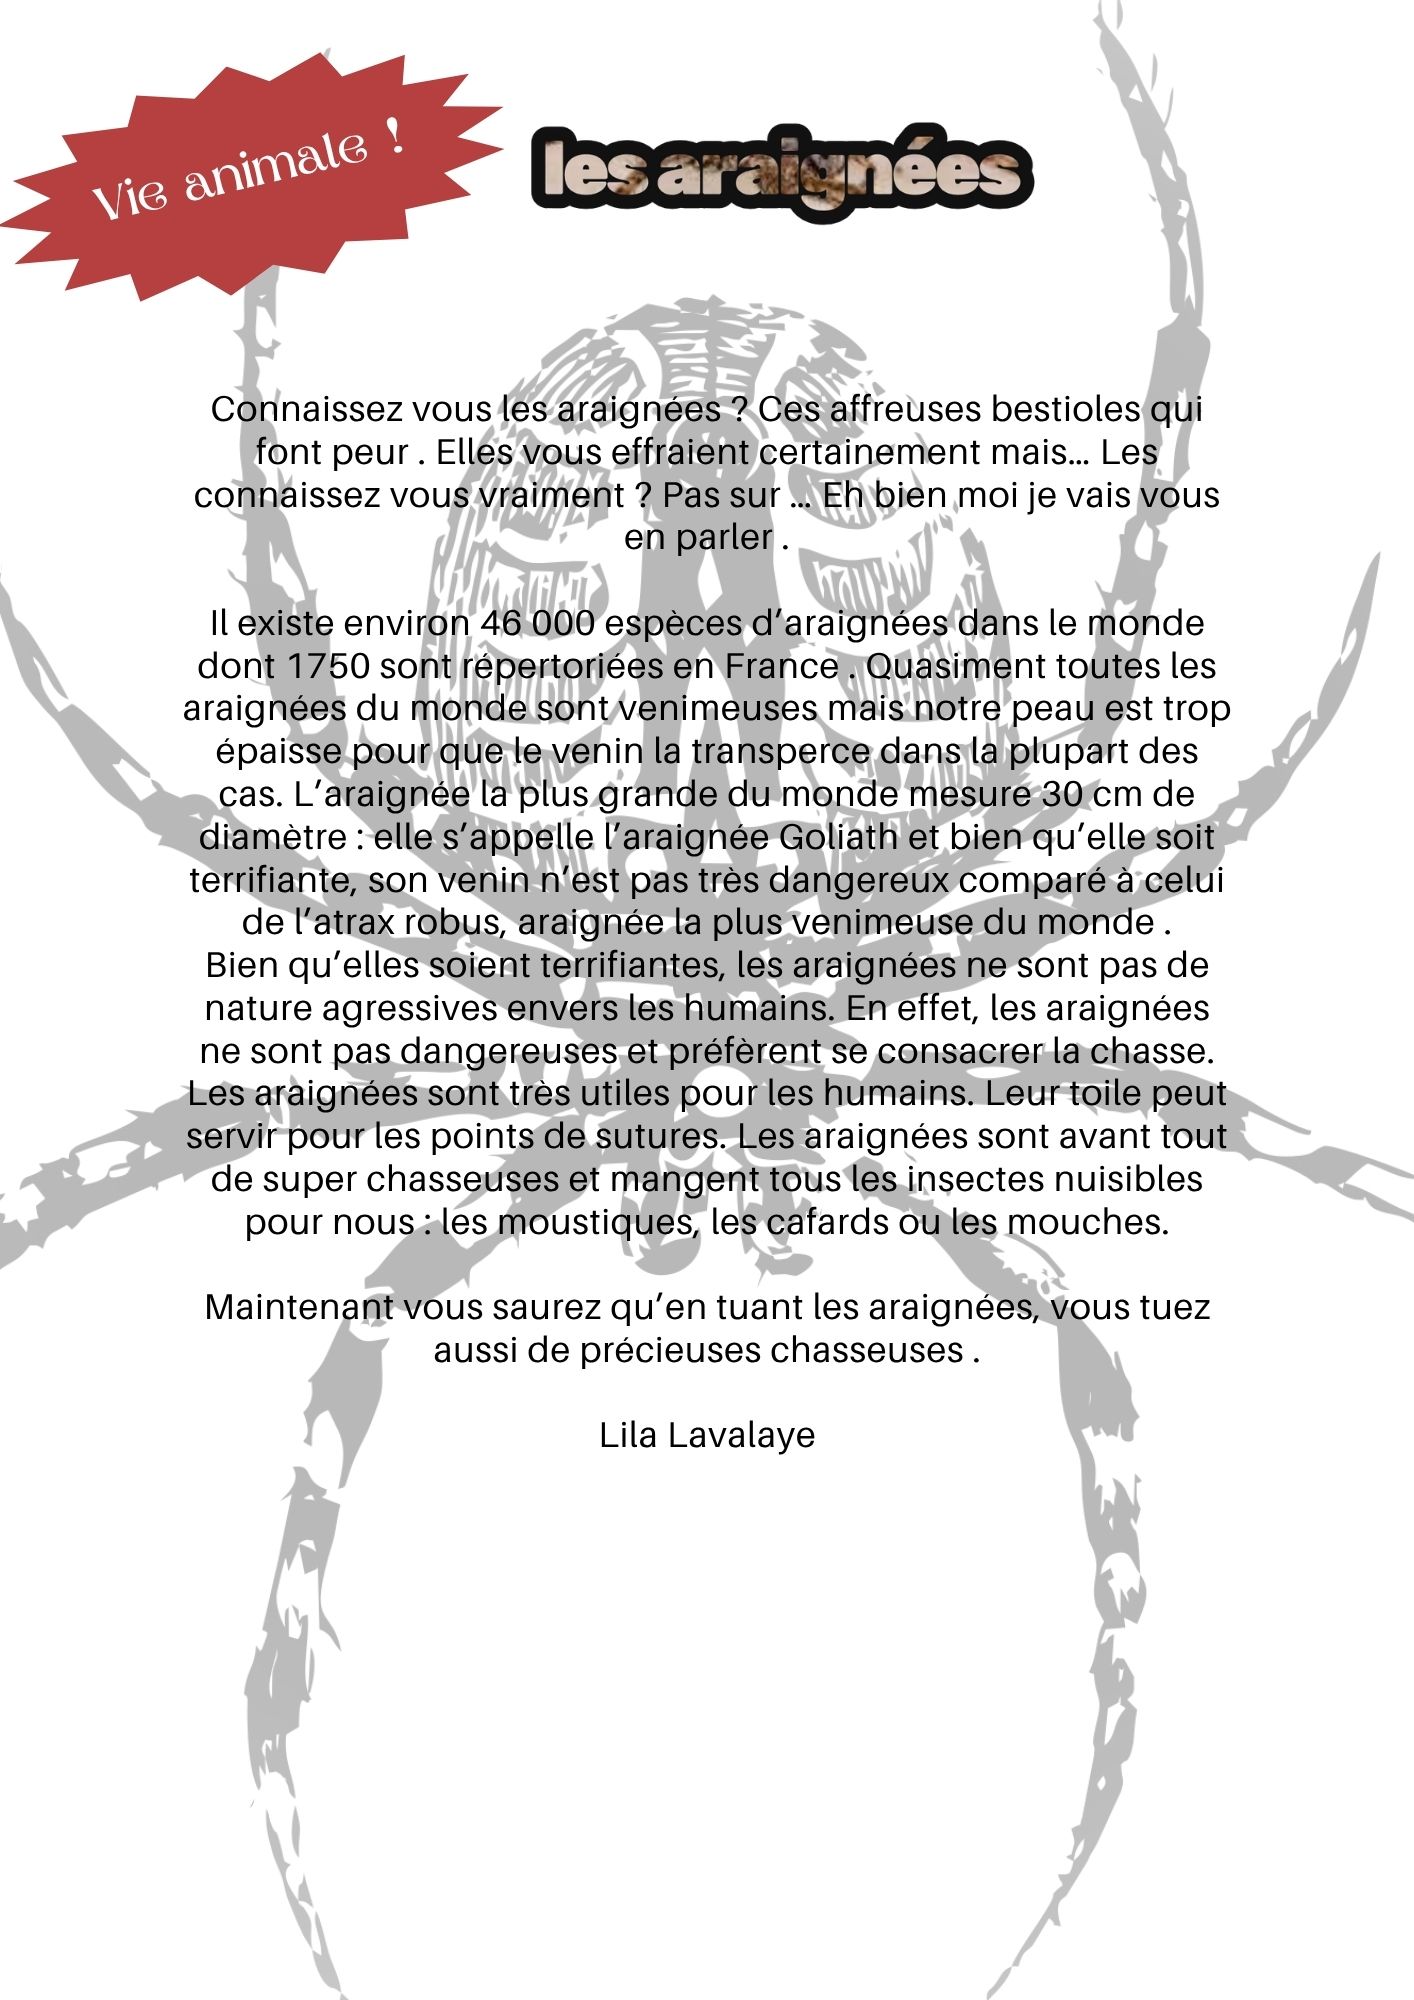 Vie animale !
les araignées
Connaissez vous les araignées ? Ces affreuses bestioles qui
font peur . Elles vous effraient certainement mais... Les
connaissez vous vraiment ? Pas sur ... Eh bien moi je vais vous
en parler .
Il existe environ 46 000 espèces d’araignées dans le monde
dont 1750 sont répertoriées en France . Quasiment toutes les
araignées du monde sont venimeuses mais notre peau est trop
épaisse pour que le venin la transperce dans la plupart des
cas. L’araignée la plus grande du monde mesure 30 cm de
diamètre : elle s’appelle l’araignée Goliath et bien qu’elle soit
terrifiante, son venin n’est pas très dangereux comparé à celui
de l’atrax robus, araignée la plus venimeuse du monde .
Bien qu’elles soient terrifiantes, les araignées ne sont pas de
nature agressives envers les humains. En effet, les araignées
ne sont pas dangereuses et préfèrent se consacrer la chasse.
Les araignées sont très utiles pour les humains. Leur toile peut
servir pour les points de sutures. Les araignées sont avant tout
de super chasseuses et mangent tous les insectes nuisibles
pour nous : les moustiques, les cafards ou les mouches.
Maintenant vous saurez qu’en tuant les araignées, vous tuez
aussi de précieuses chasseuses .
Lila Lavalaye